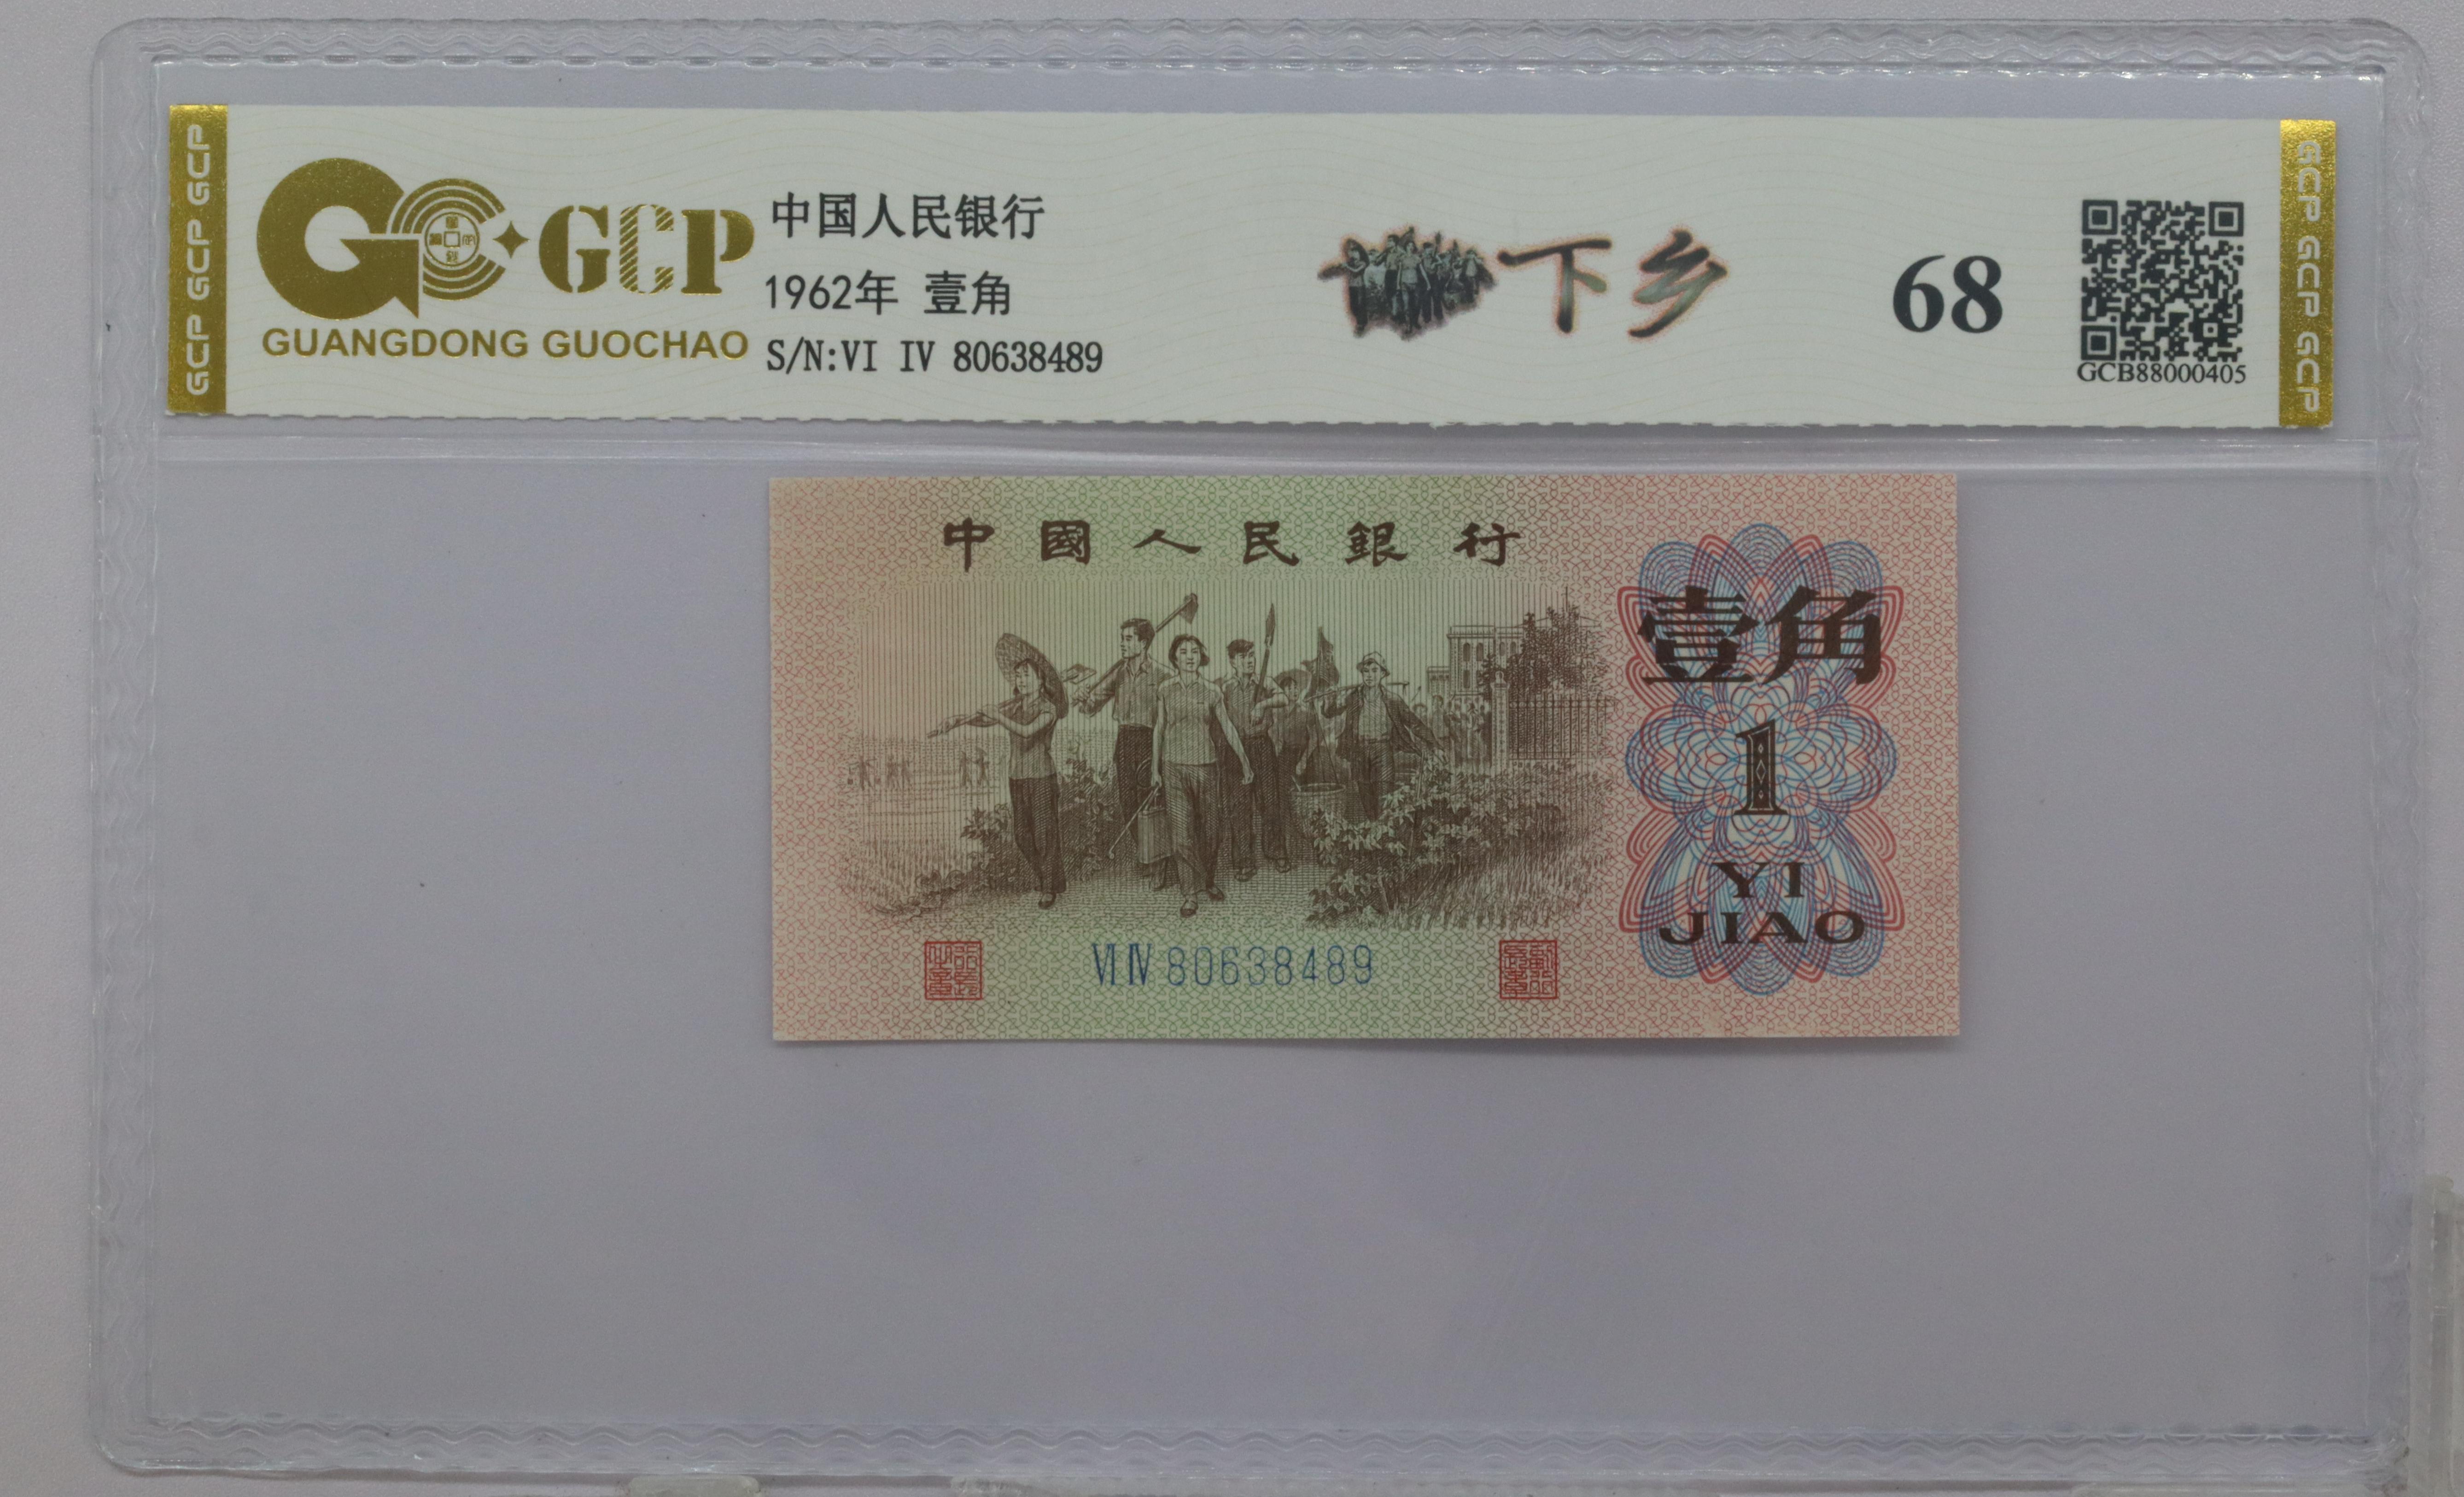 GCP GCP GCP
GCP
GUANGDONG GUOCHAO
中国人民银行
1962年 壹角
S/N:VI IV 80638489
下乡
68
GCB88000405
GCP GCP GCP
中國人民銀行
壹角
1
YI
JIAO
VI IV 80638489